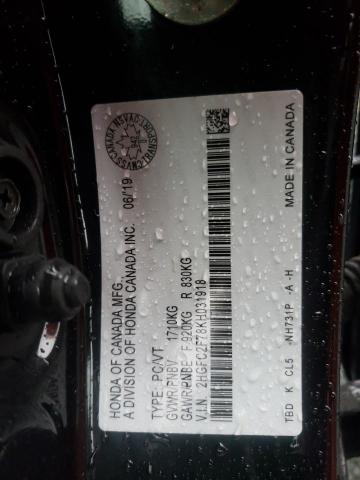 HONDA OF CANADA MFG.
A DIVISION OF HONDA CANADA INC. 06/19
TYPE: PC/VT
GVWR/PNBV 1710KG
GAWR/PNBE F 920KG R 830KG
V.I.N.: 2HGFC2F78KH031918
TBD K CL5 -NH731P -A -H MADE IN CANADA